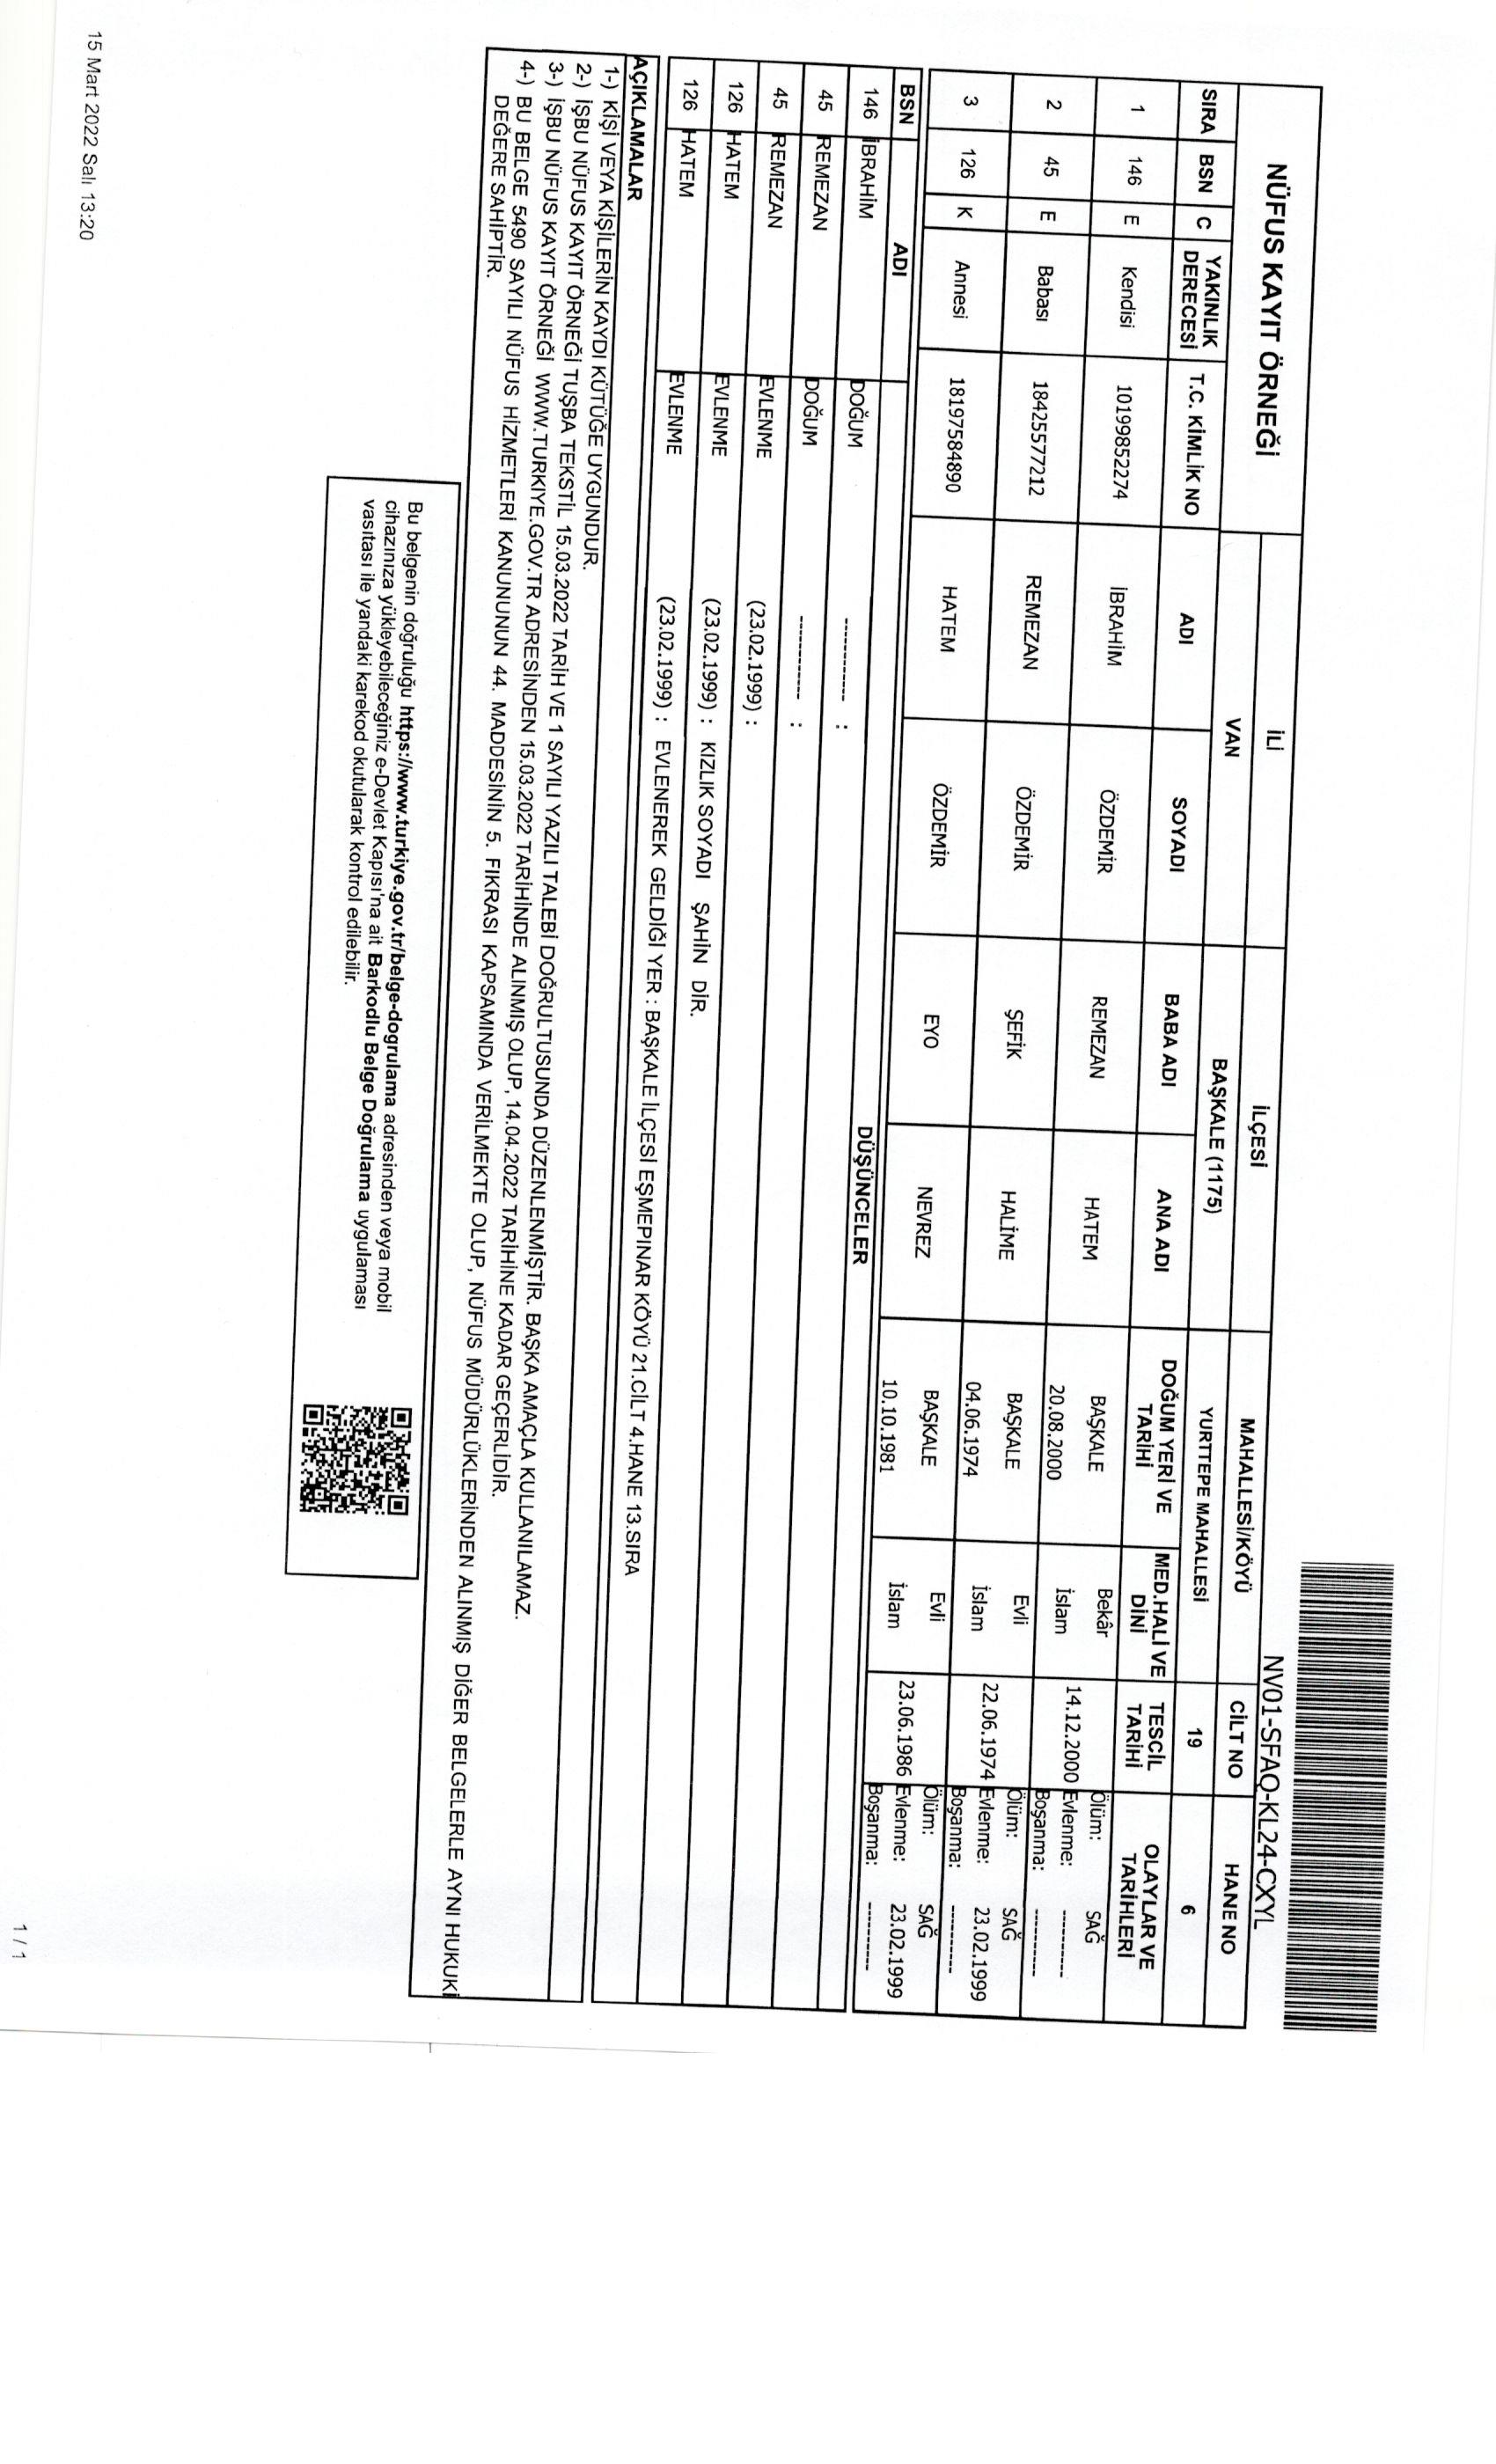 NV01-SFAQ-KL24-CXYL
NÜFUS KAYIT ÖRNEĞİ
İLİ İLÇESİ MAHALLESİ/KÖYÜ CİLT NO HANE NO
VAN BAŞKALE (1175) YURTTEPE MAHALLESİ 19 6
SIRA BSN C YAKINLIK DERECESİ T.C. KİMLİK NO ADI SOYADI BABA ADI ANA ADI DOĞUM YERİ VE TARİHİ MED.HALİ VE DİNİ TESCİL TARİHİ OLAYLAR VE TARİHLERİ
1 146 E Kendisi 10199852274 İBRAHİM ÖZDEMİR REMEZAN HATEM BAŞKALE 20.08.2000 Bekâr İslam 14.12.2000 Ölüm: SAĞ
Evlenme: ----------
Boşanma: ----------
2 45 E Babası 18425577212 REMEZAN ÖZDEMİR ŞEFİK HALİME BAŞKALE 04.06.1974 Evli İslam 22.06.1974 Ölüm: SAĞ
Evlenme: 23.02.1999
Boşanma: ----------
3 126 K Annesi 18197584890 HATEM ÖZDEMİR EYO NEVREZ BAŞKALE 10.10.1981 Evli İslam 23.06.1986 Ölüm: SAĞ
Evlenme: 23.02.1999
Boşanma: ----------
BSN ADI DÜŞÜNCELER
146 İBRAHİM DOĞUM ----------- :
45 REMEZAN DOĞUM ----------- :
45 REMEZAN EVLENME (23.02.1999) :
126 HATEM EVLENME (23.02.1999) : KIZLIK SOYADI ŞAHİN DİR.
126 HATEM EVLENME (23.02.1999) : EVLENEREK GELDİĞİ YER : BAŞKALE İLÇESİ EŞMEPINAR KÖYÜ 21.CİLT 4.HANE 13.SIRA
AÇIKLAMALAR
1-) KİŞİ VEYA KİŞİLERİN KAYDI KÜTÜĞE UYGUNDUR.
2-) İŞBU NÜFUS KAYIT ÖRNEĞİ TUŞBA TEKSTİL 15.03.2022 TARİH VE 1 SAYILI YAZILI TALEBİ DOĞRULTUSUNDA DÜZENLENMİŞTİR. BAŞKA AMAÇLA KULLANILAMAZ.
3-) İŞBU NÜFUS KAYIT ÖRNEĞİ WWW.TURKIYE.GOV.TR ADRESİNDEN 15.03.2022 TARİHİNDE ALINMIŞ OLUP, 14.04.2022 TARİHİNE KADAR GEÇERLİDİR.
4-) BU BELGE 5490 SAYILI NÜFUS HİZMETLERİ KANUNUNUN 44. MADDESİNİN 5. FIKRASI KAPSAMINDA VERİLMEKTE OLUP, NÜFUS MÜDÜRLÜKLERİNDEN ALINMIŞ DİĞER BELGELERLE AYNI HUKUKİ
DEĞERE SAHİPTİR.
Bu belgenin doğruluğu https://www.turkiye.gov.tr/belge-dogrulama adresinden veya mobil
cihazınıza yükleyebileceğiniz e-Devlet Kapısı'na ait Barkodlu Belge Doğrulama uygulaması
vasıtası ile yandaki karekod okutularak kontrol edilebilir.
15 Mart 2022 Salı 13:20
1 / 1